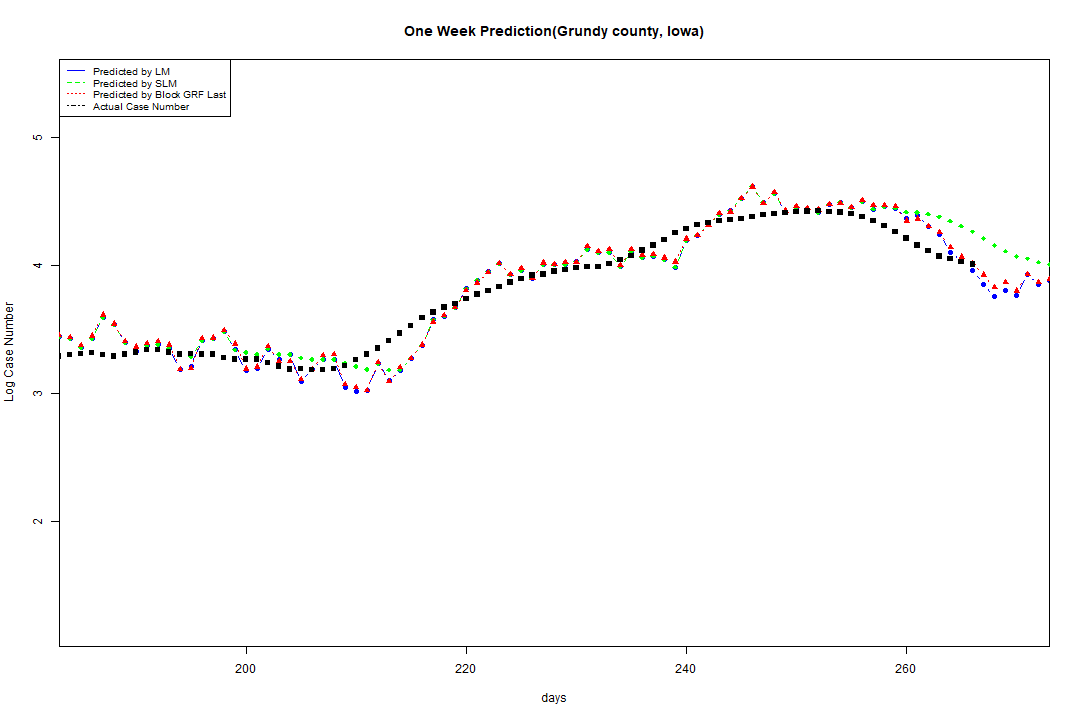 One Week Prediction(Grundy county, Iowa)
Predicted by LM
Predicted by SLM
Predicted by Block GRF Last
Actual Case Number
5
4
3
2
Log Case Number
200 220 240 260
days